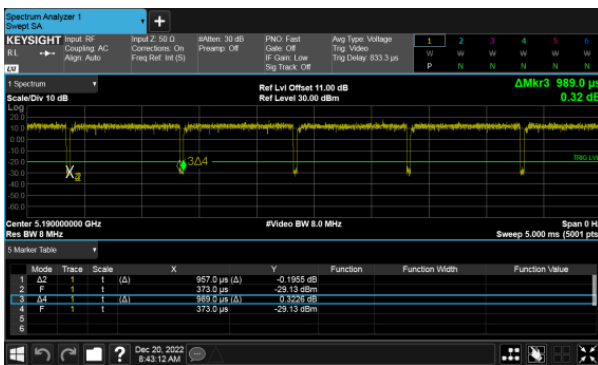 Spectrum Analyzer 1
Swept SA
KEYSIGHT Input: RF Input Z: 50 Ω #Atten: 30 dB PNO: Fast Avg Type: Voltage 1 2 3 4 5 6
RL Coupling: AC Corrections: On Preamp: Off Gate: Off Trig: Video W W W W W W
Align: Auto Freq Ref: Int (S) IF Gain: Low Trig Delay: 833.3 µs P N N N N N
LXI Sig Track: Off
1 Spectrum Ref Lvl Offset 11.00 dB ΔMkr3 989.0 µs
Scale/Div 10 dB Ref Level 30.00 dBm 0.32 dB
Log
20.0
10.0
0.00
-10.0
-20.0 3Δ4 TRIG LVL
-30.0 X
-40.0
-50.0
-60.0
Center 5.190000000 GHz #Video BW 8.0 MHz Span 0 Hz
Res BW 8 MHz Sweep 5.000 ms (5001 pts)
5 Marker Table
Mode Trace Scale X Y Function Function Width Function Value
1 Δ2 1 t (Δ) 957.0 µs (Δ) -0.1955 dB
2 F 1 t 373.0 µs -29.13 dBm
3 Δ4 1 t (Δ) 989.0 µs (Δ) 0.3226 dB
4 F 1 t 373.0 µs -29.13 dBm
5
6
? Dec 20, 2022
8:43:12 AM